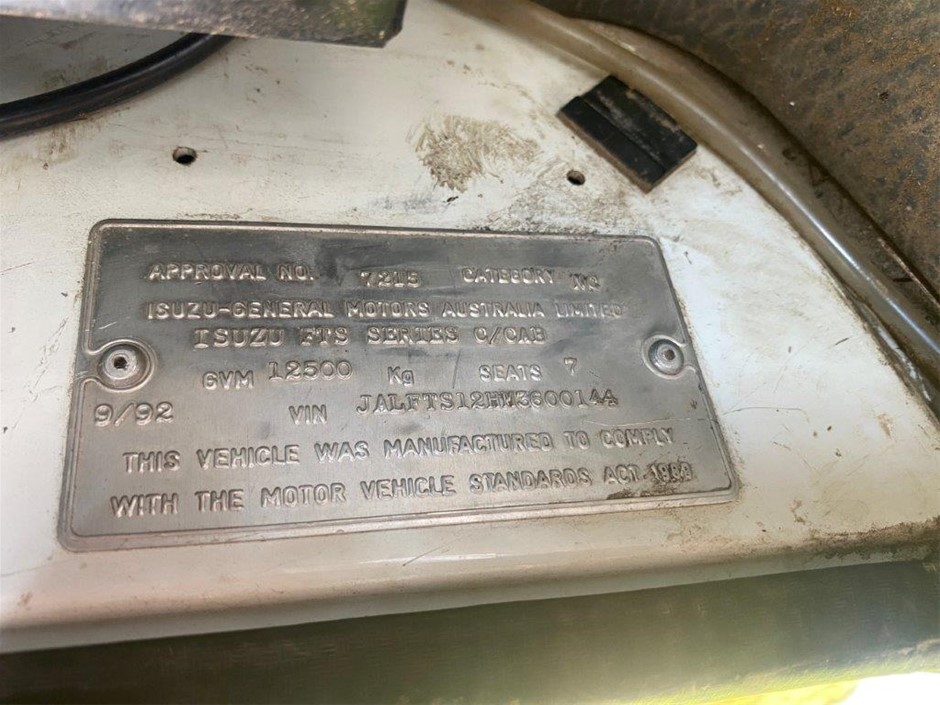 APPROVAL NO. 7215 CATEGORY NC
ISUZU-GENERAL MOTORS AUSTRALIA LIMITED
ISUZU FTS SERIES C/CAB
GVM 12500 Kg SEATS 7
9/92 VIN JALFTS12HW3600144
THIS VEHICLE WAS MANUFACTURED TO COMPLY
WITH THE MOTOR VEHICLE STANDARDS ACT 1989